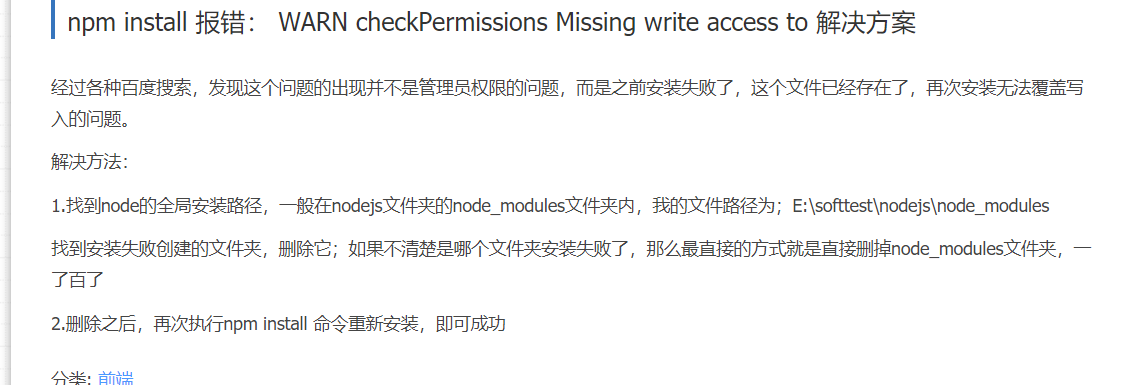 npm install 报错： WARN checkPermissions Missing write access to 解决方案
经过各种百度搜索，发现这个问题的出现并不是管理员权限的问题，而是之前安装失败了，这个文件已经存在了，再次安装无法覆盖写
入的问题。
解决方法：
1.找到node的全局安装路径，一般在nodejs文件夹的node_modules文件夹内，我的文件路径为；E:\softtest\nodejs\node_modules
找到安装失败创建的文件夹，删除它；如果不清楚是哪个文件夹安装失败了，那么最直接的方式就是直接删掉node_modules文件夹，一
了百了
2.删除之后，再次执行npm install 命令重新安装，即可成功
分类: 前端